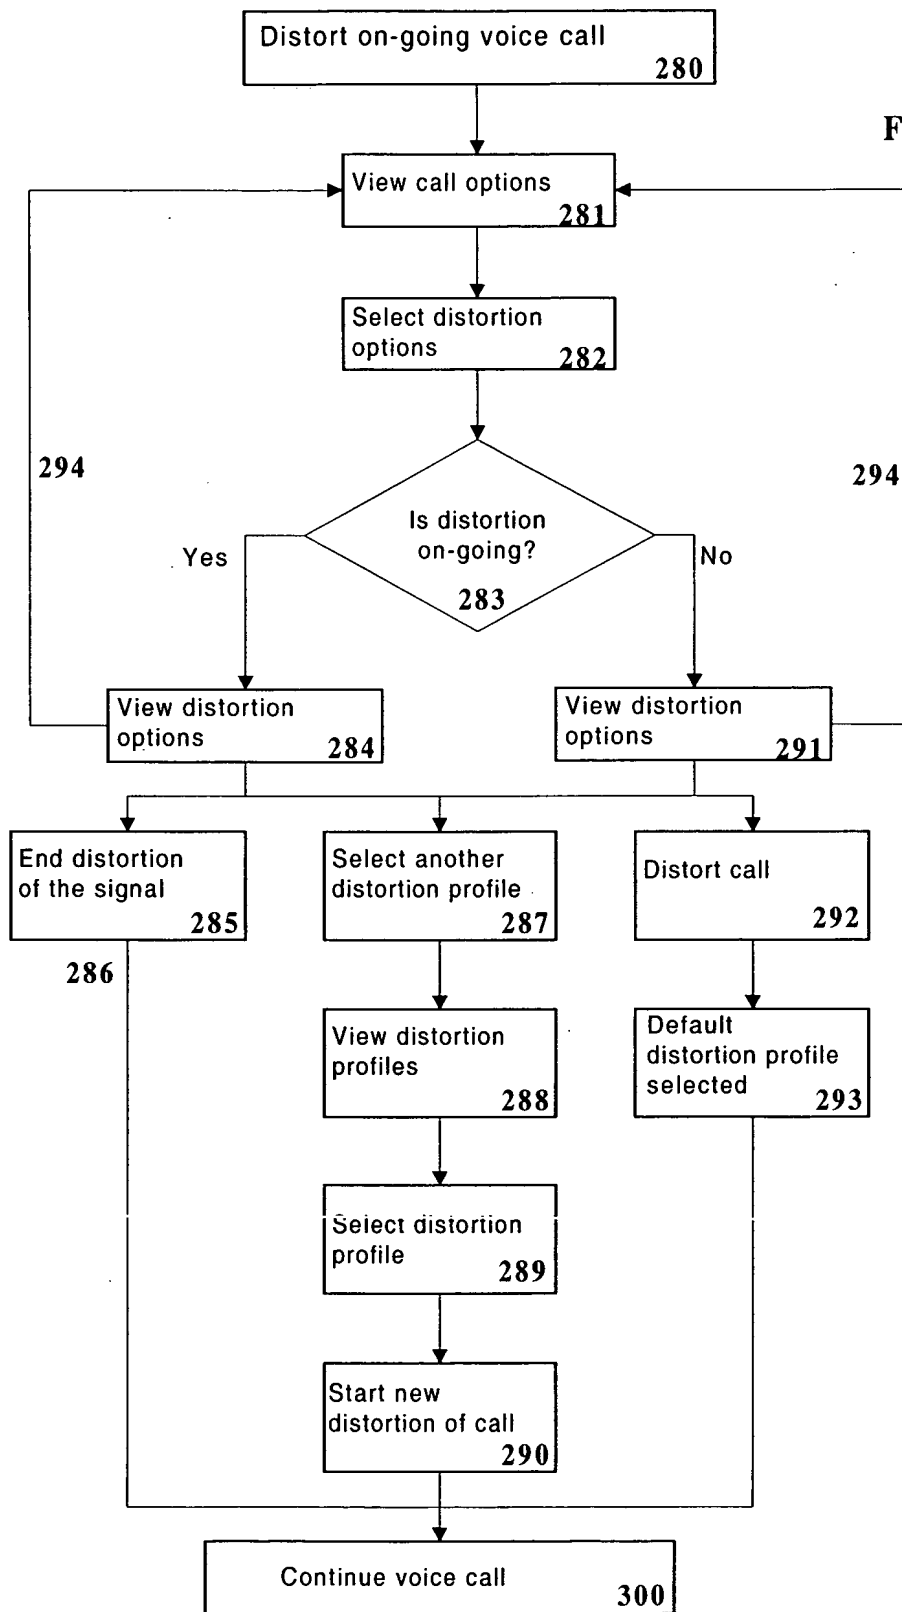 Distort on-going voice call
280
F
View call options
281
Select distortion
options
282
294
294
Is distortion
on-going?
283
Yes
No
View distortion
options
284
View distortion
options
291
End distortion
of the signal
285
Select another
distortion profile
287
Distort call
292
286
View distortion
profiles
288
Default
distortion profile
selected
293
Select distortion
profile
289
Start new
distortion of call
290
Continue voice call
300